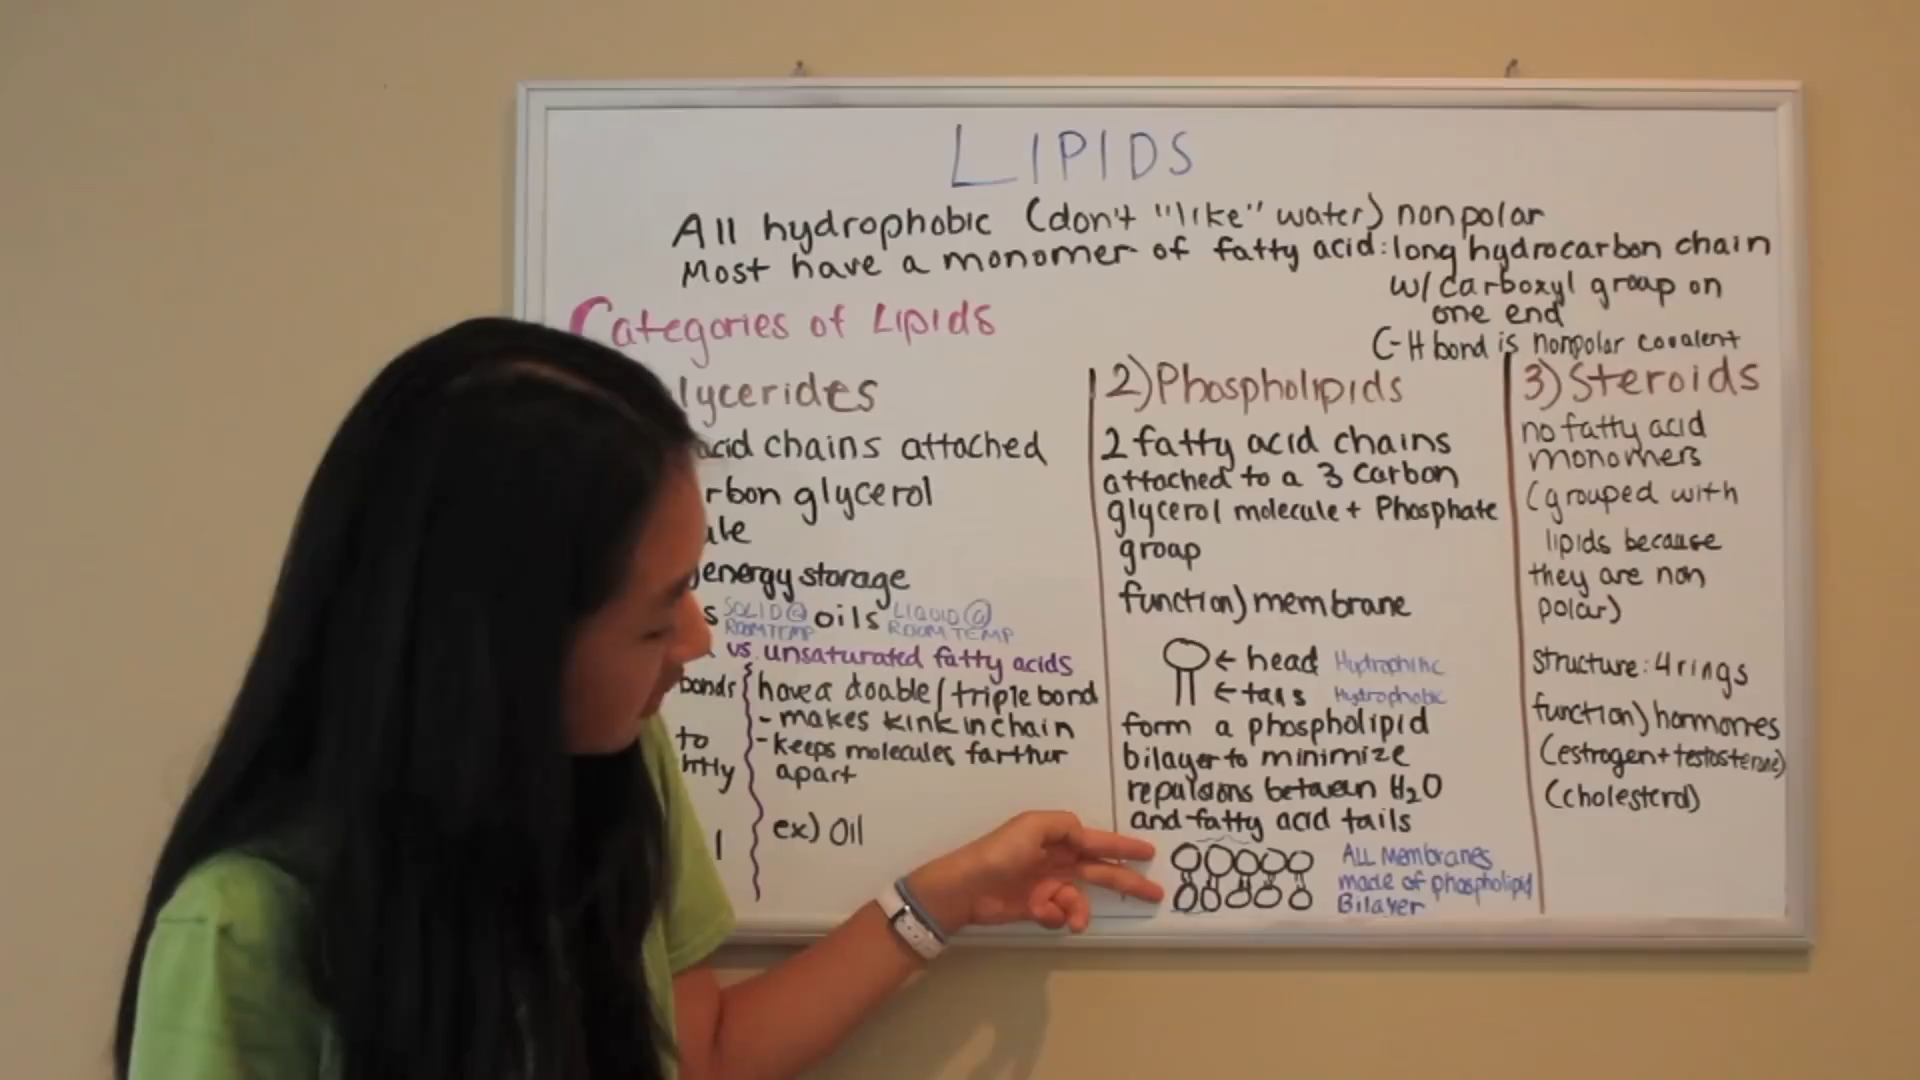 LIPIDS
All hydrophobic (don't "like" water) nonpolar
Most have a monomer of fatty acid: long hydrocarbon chain
w/ carboxyl group on
one end
C-H bond is nonpolar covalent
Categories of Lipids
lycerides
acid chains attached
rbon glycerol
ule
energy storage
s SOLID @ ROOM TEMP oils LIQUID @ ROOM TEMP
vs. unsaturated fatty acids
bonds
to
htly
have a double/triple bond
- makes kink in chain
- keeps molecules farther
apart
ex) Oil
2) Phospholipids
2 fatty acid chains
attached to a 3 carbon
glycerol molecule + Phosphate
group
function) membrane
← head Hydrophilic
← tails Hydrophobic
form a phospholipid
bilayer to minimize
repulsions between H2O
and fatty acid tails
ALL Membranes
made of phospholipid
Bilayer
3) Steroids
no fatty acid
monomers
(grouped with
lipids because
they are non
polar)
structure: 4 rings
function) hormones
(estrogen + testosterone)
(cholesterol)